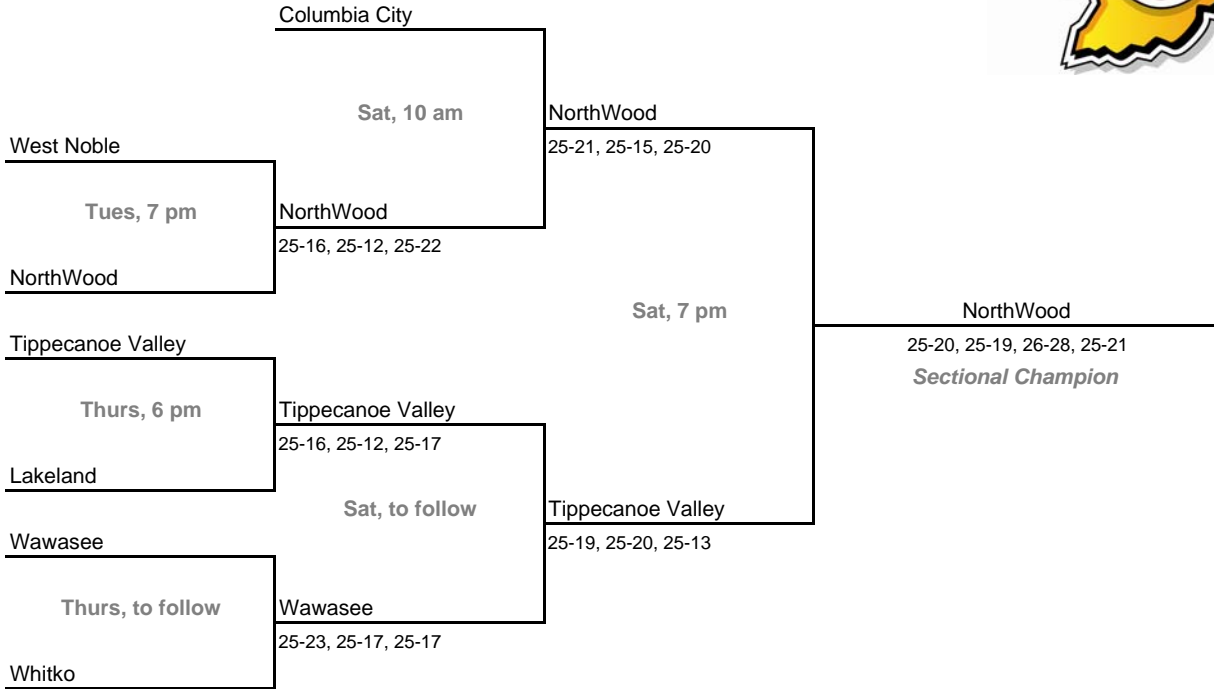 Columbia City
Sat, 10 am
NorthWood
West Noble
25-21, 25-15, 25-20
Tues, 7 pm
NorthWood
25-16, 25-12, 25-22
NorthWood
Sat, 7 pm
NorthWood
Tippecanoe Valley
25-20, 25-19, 26-28, 25-21
Sectional Champion
Thurs, 6 pm
Tippecanoe Valley
25-16, 25-12, 25-17
Lakeland
Sat, to follow
Tippecanoe Valley
Wawasee
25-19, 25-20, 25-13
Thurs, to follow
Wawasee
25-23, 25-17, 25-17
Whitko